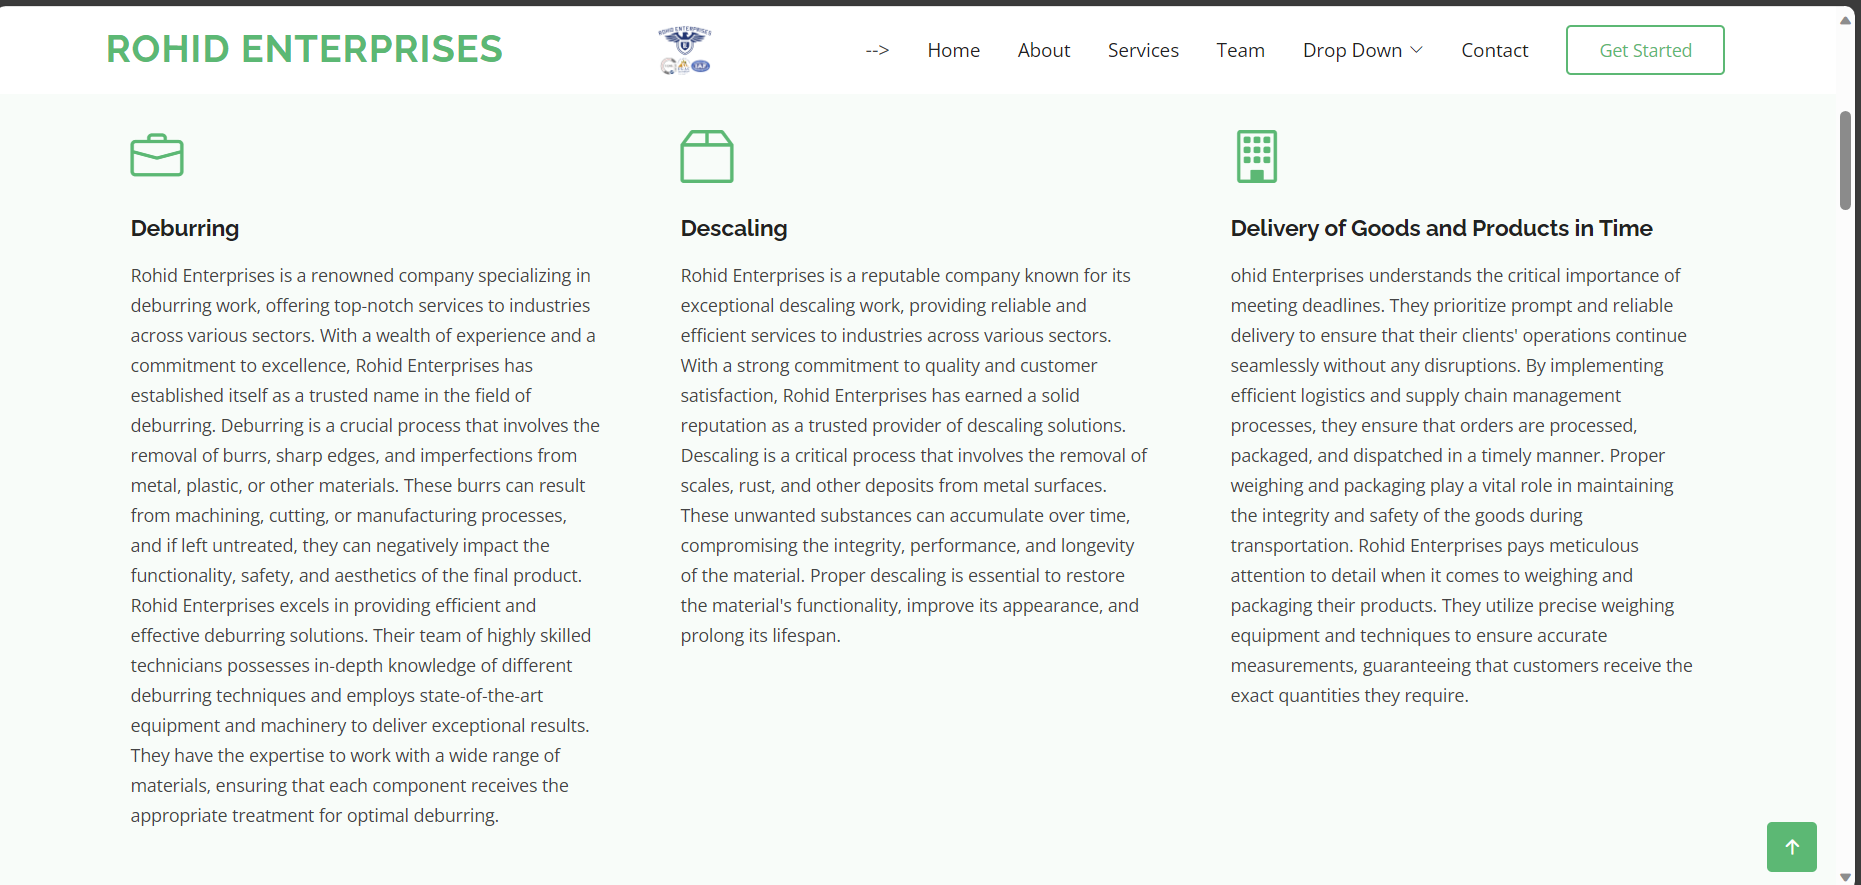 ROHID ENTERPRISES
ROHID ENTERPRISES
IAF
-->
Home
About
Services
Team
Drop Down
Contact
Get Started
Deburring
Rohid Enterprises is a renowned company specializing in
deburring work, offering top-notch services to industries
across various sectors. With a wealth of experience and a
commitment to excellence, Rohid Enterprises has
established itself as a trusted name in the field of
deburring. Deburring is a crucial process that involves the
removal of burrs, sharp edges, and imperfections from
metal, plastic, or other materials. These burrs can result
from machining, cutting, or manufacturing processes,
and if left untreated, they can negatively impact the
functionality, safety, and aesthetics of the final product.
Rohid Enterprises excels in providing efficient and
effective deburring solutions. Their team of highly skilled
technicians possesses in-depth knowledge of different
deburring techniques and employs state-of-the-art
equipment and machinery to deliver exceptional results.
They have the expertise to work with a wide range of
materials, ensuring that each component receives the
appropriate treatment for optimal deburring.
Descaling
Rohid Enterprises is a reputable company known for its
exceptional descaling work, providing reliable and
efficient services to industries across various sectors.
With a strong commitment to quality and customer
satisfaction, Rohid Enterprises has earned a solid
reputation as a trusted provider of descaling solutions.
Descaling is a critical process that involves the removal of
scales, rust, and other deposits from metal surfaces.
These unwanted substances can accumulate over time,
compromising the integrity, performance, and longevity
of the material. Proper descaling is essential to restore
the material's functionality, improve its appearance, and
prolong its lifespan.
Delivery of Goods and Products in Time
ohid Enterprises understands the critical importance of
meeting deadlines. They prioritize prompt and reliable
delivery to ensure that their clients' operations continue
seamlessly without any disruptions. By implementing
efficient logistics and supply chain management
processes, they ensure that orders are processed,
packaged, and dispatched in a timely manner. Proper
weighing and packaging play a vital role in maintaining
the integrity and safety of the goods during
transportation. Rohid Enterprises pays meticulous
attention to detail when it comes to weighing and
packaging their products. They utilize precise weighing
equipment and techniques to ensure accurate
measurements, guaranteeing that customers receive the
exact quantities they require.